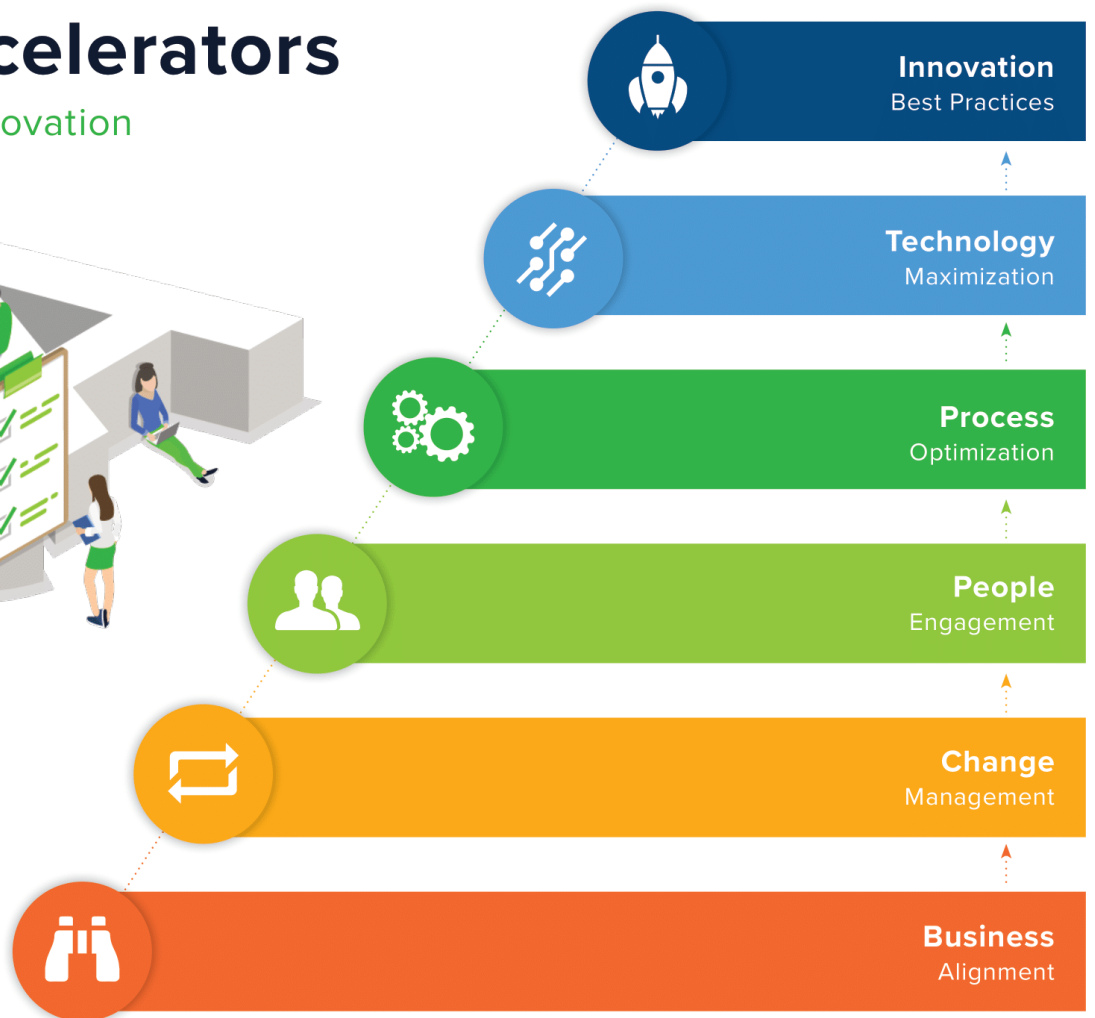 celerators
ovation
Innovation
Best Practices
Technology
Maximization
Process
Optimization
People
Engagement
Change
Management
Business
Alignment